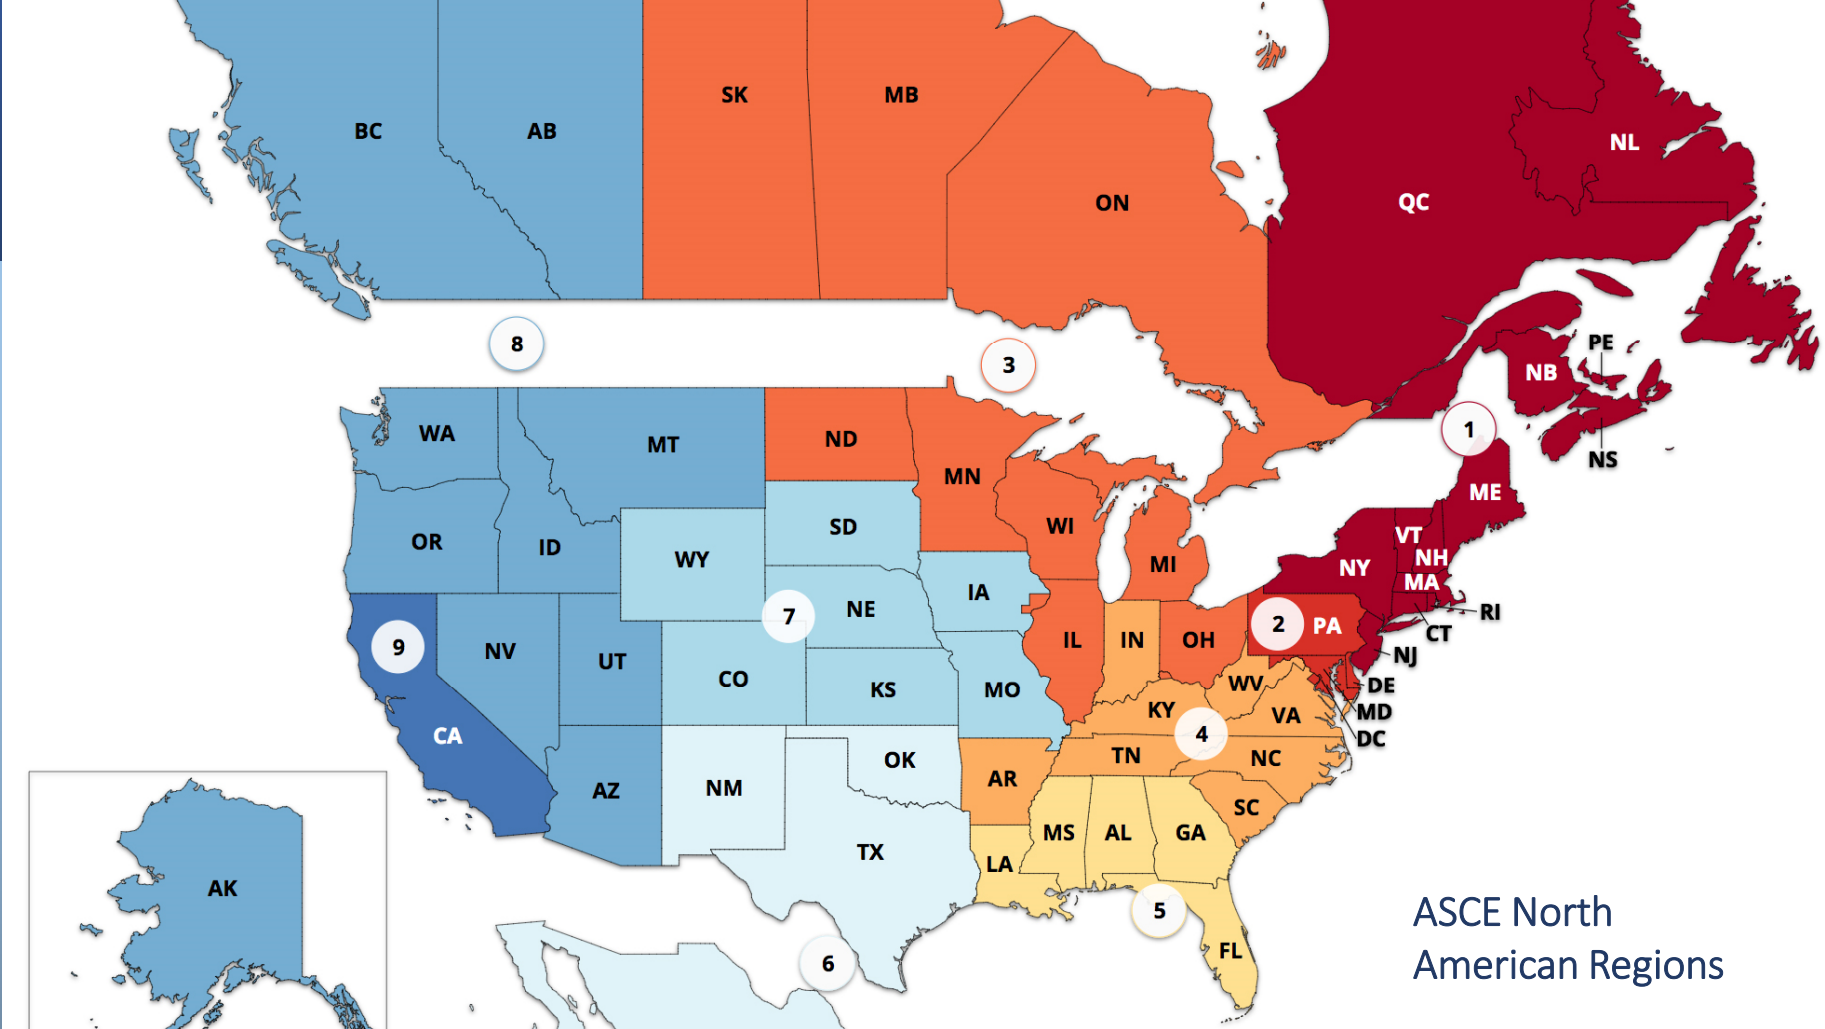 SK
MB
BC
AB
NL
ON
QC
8
3
PE
NB
1
NS
WA
MT
ND
MN
ME
OR
ID
WY
SD
WI
MI
VT
NH
NY
MA
IA
NE
7
9
NV
UT
CO
KS
MO
IL
IN
OH
2
PA
RI
CT
NJ
WV
DE
MD
DC
KY
VA
4
CA
TN
NC
AZ
NM
OK
AR
SC
TX
MS
AL
GA
LA
AK
5
FL
6
ASCE North
American Regions